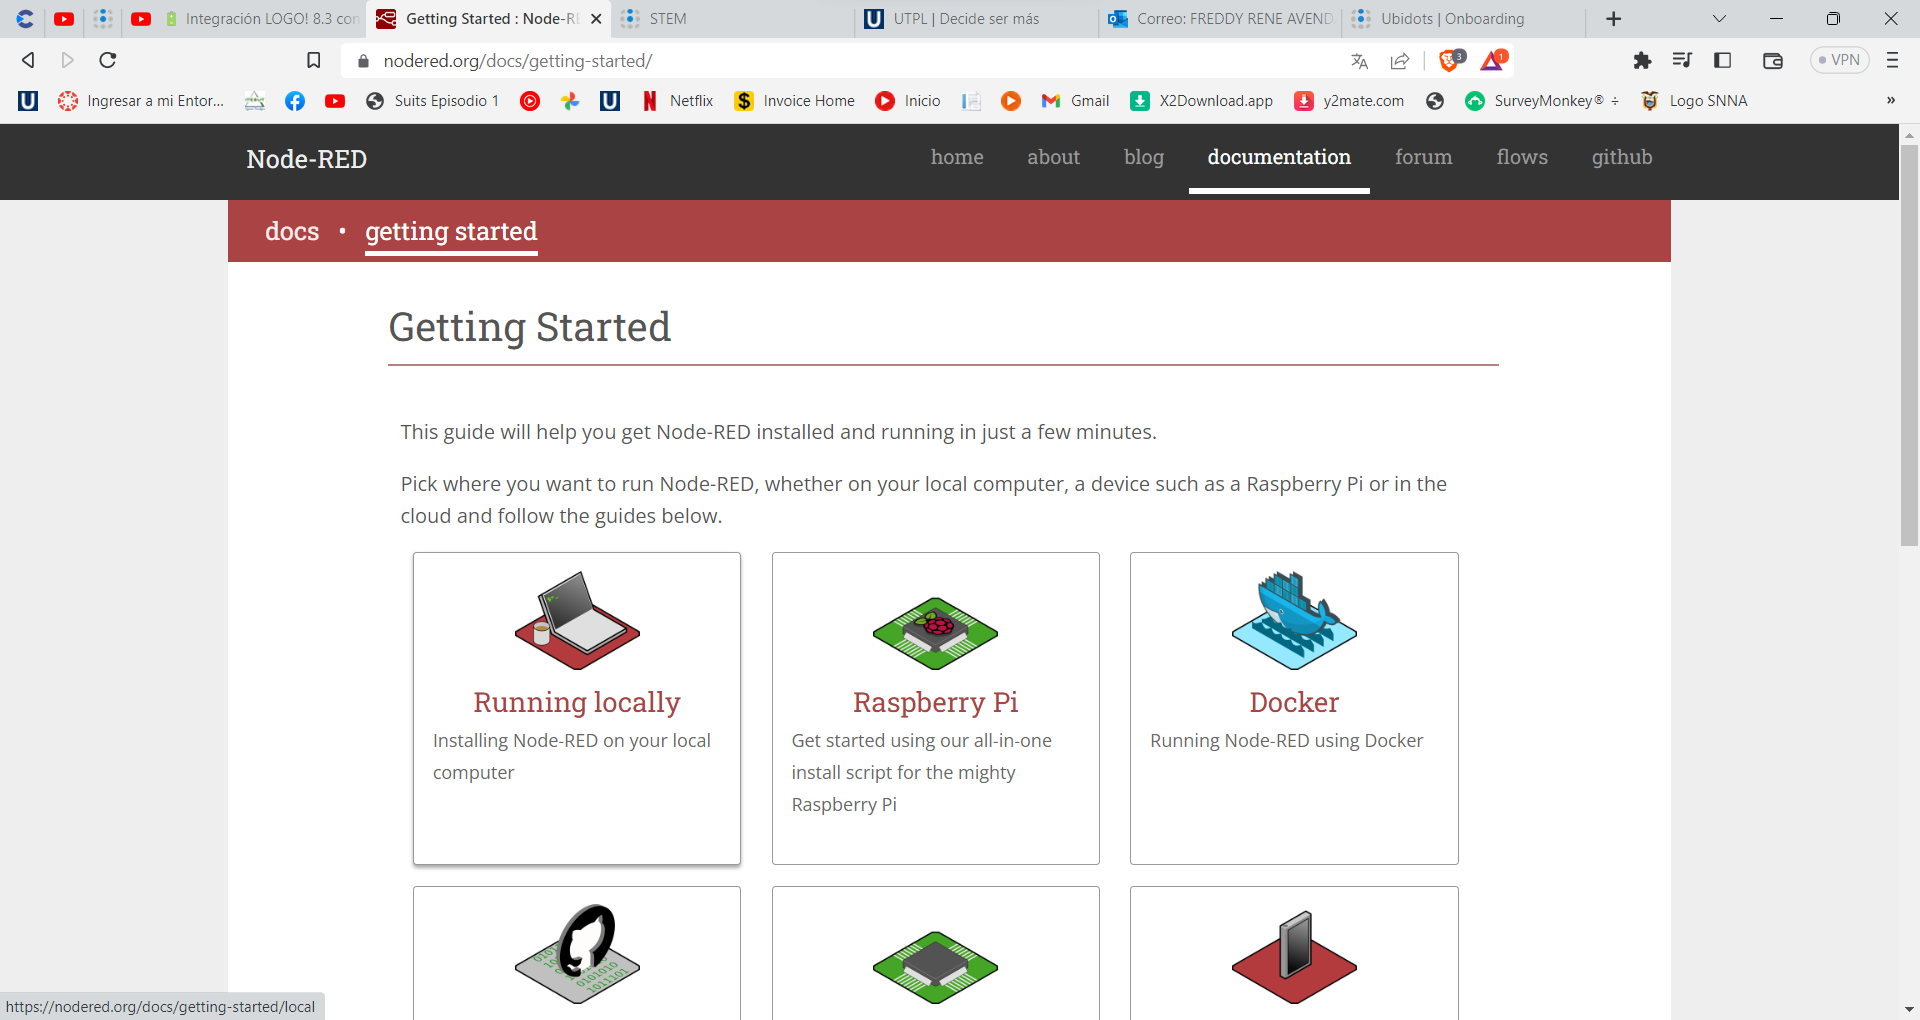 Integración LOGO! 8.3 con
Getting Started : Node-RE
STEM
UTPL | Decide ser más
Correo: FREDDY RENE AVEND
Ubidots | Onboarding
nodered.org/docs/getting-started/
3
1
VPN
Ingresar a mi Entor...
Suits Episodio 1
Netflix
Invoice Home
Inicio
Gmail
X2Download.app
y2mate.com
SurveyMonkey® ÷
Logo SNNA
»
Node-RED
home
about
blog
documentation
forum
flows
github
docs • getting started
Getting Started
This guide will help you get Node-RED installed and running in just a few minutes.
Pick where you want to run Node-RED, whether on your local computer, a device such as a Raspberry Pi or in the
cloud and follow the guides below.
Running locally
Installing Node-RED on your local
computer
Raspberry Pi
Get started using our all-in-one
install script for the mighty
Raspberry Pi
Docker
Running Node-RED using Docker
https://nodered.org/docs/getting-started/local